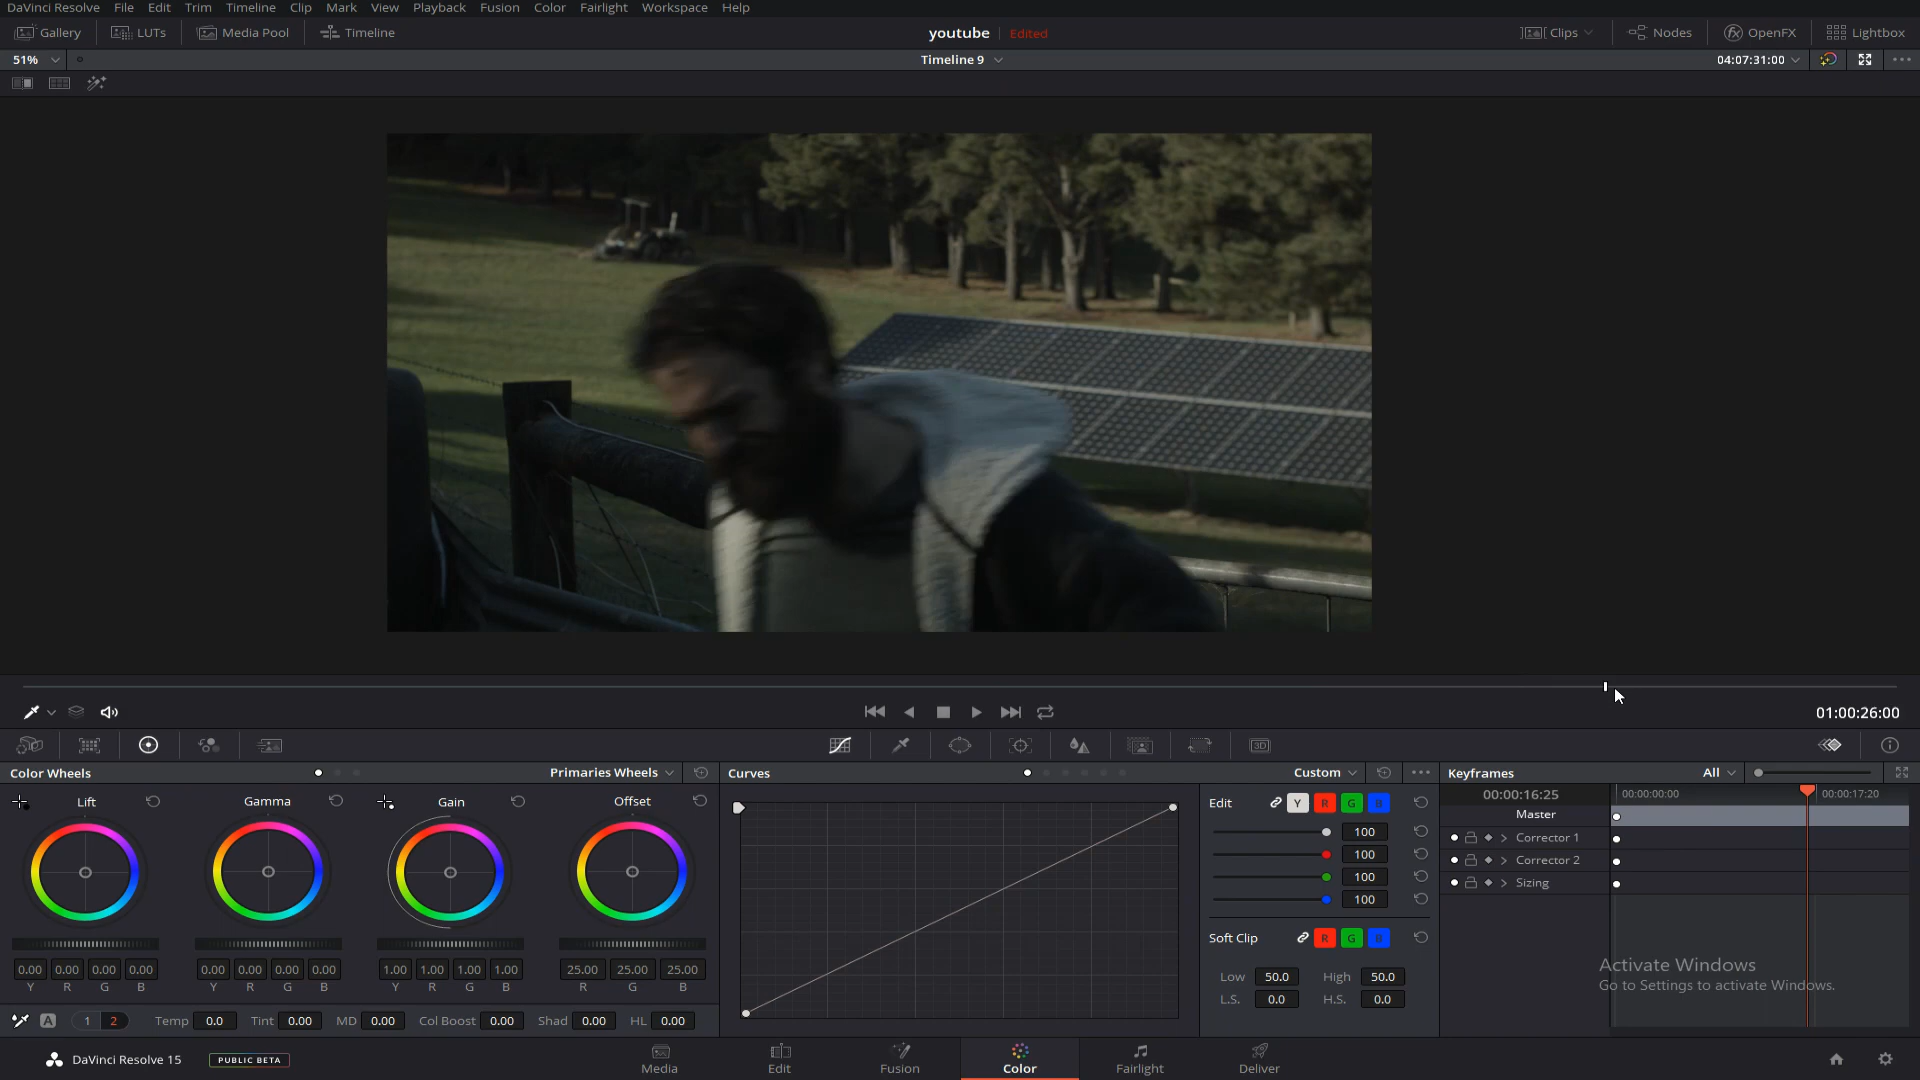 DaVinci Resolve File Edit Trim Timeline Clip Mark View Playback Fusion Color Fairlight Workspace Help
Gallery LUTs Media Pool Timeline youtube Edited Clips Nodes OpenFX Lightbox
51% Timeline 9 04:07:31:00
01:00:26:00
Color Wheels Primaries Wheels Curves Custom Keyframes All
Lift Gamma Gain Offset Edit Y R G B 00:00:16:25 00:00:00:00 00:00:17:20
Master
100 Corrector 1
100 Corrector 2
100 Sizing
100
Soft Clip R G B
0.00 0.00 0.00 0.00 0.00 0.00 0.00 0.00 1.00 1.00 1.00 1.00 25.00 25.00 25.00 Low 50.0 High 50.0
Y R G B Y R G B Y R G B R G B L.S. 0.0 H.S. 0.0
Activate Windows
Go to Settings to activate Windows.
A 1 2 Temp 0.0 Tint 0.00 MD 0.00 Col Boost 0.00 Shad 0.00 HL 0.00
DaVinci Resolve 15 PUBLIC BETA Media Edit Fusion Color Fairlight Deliver